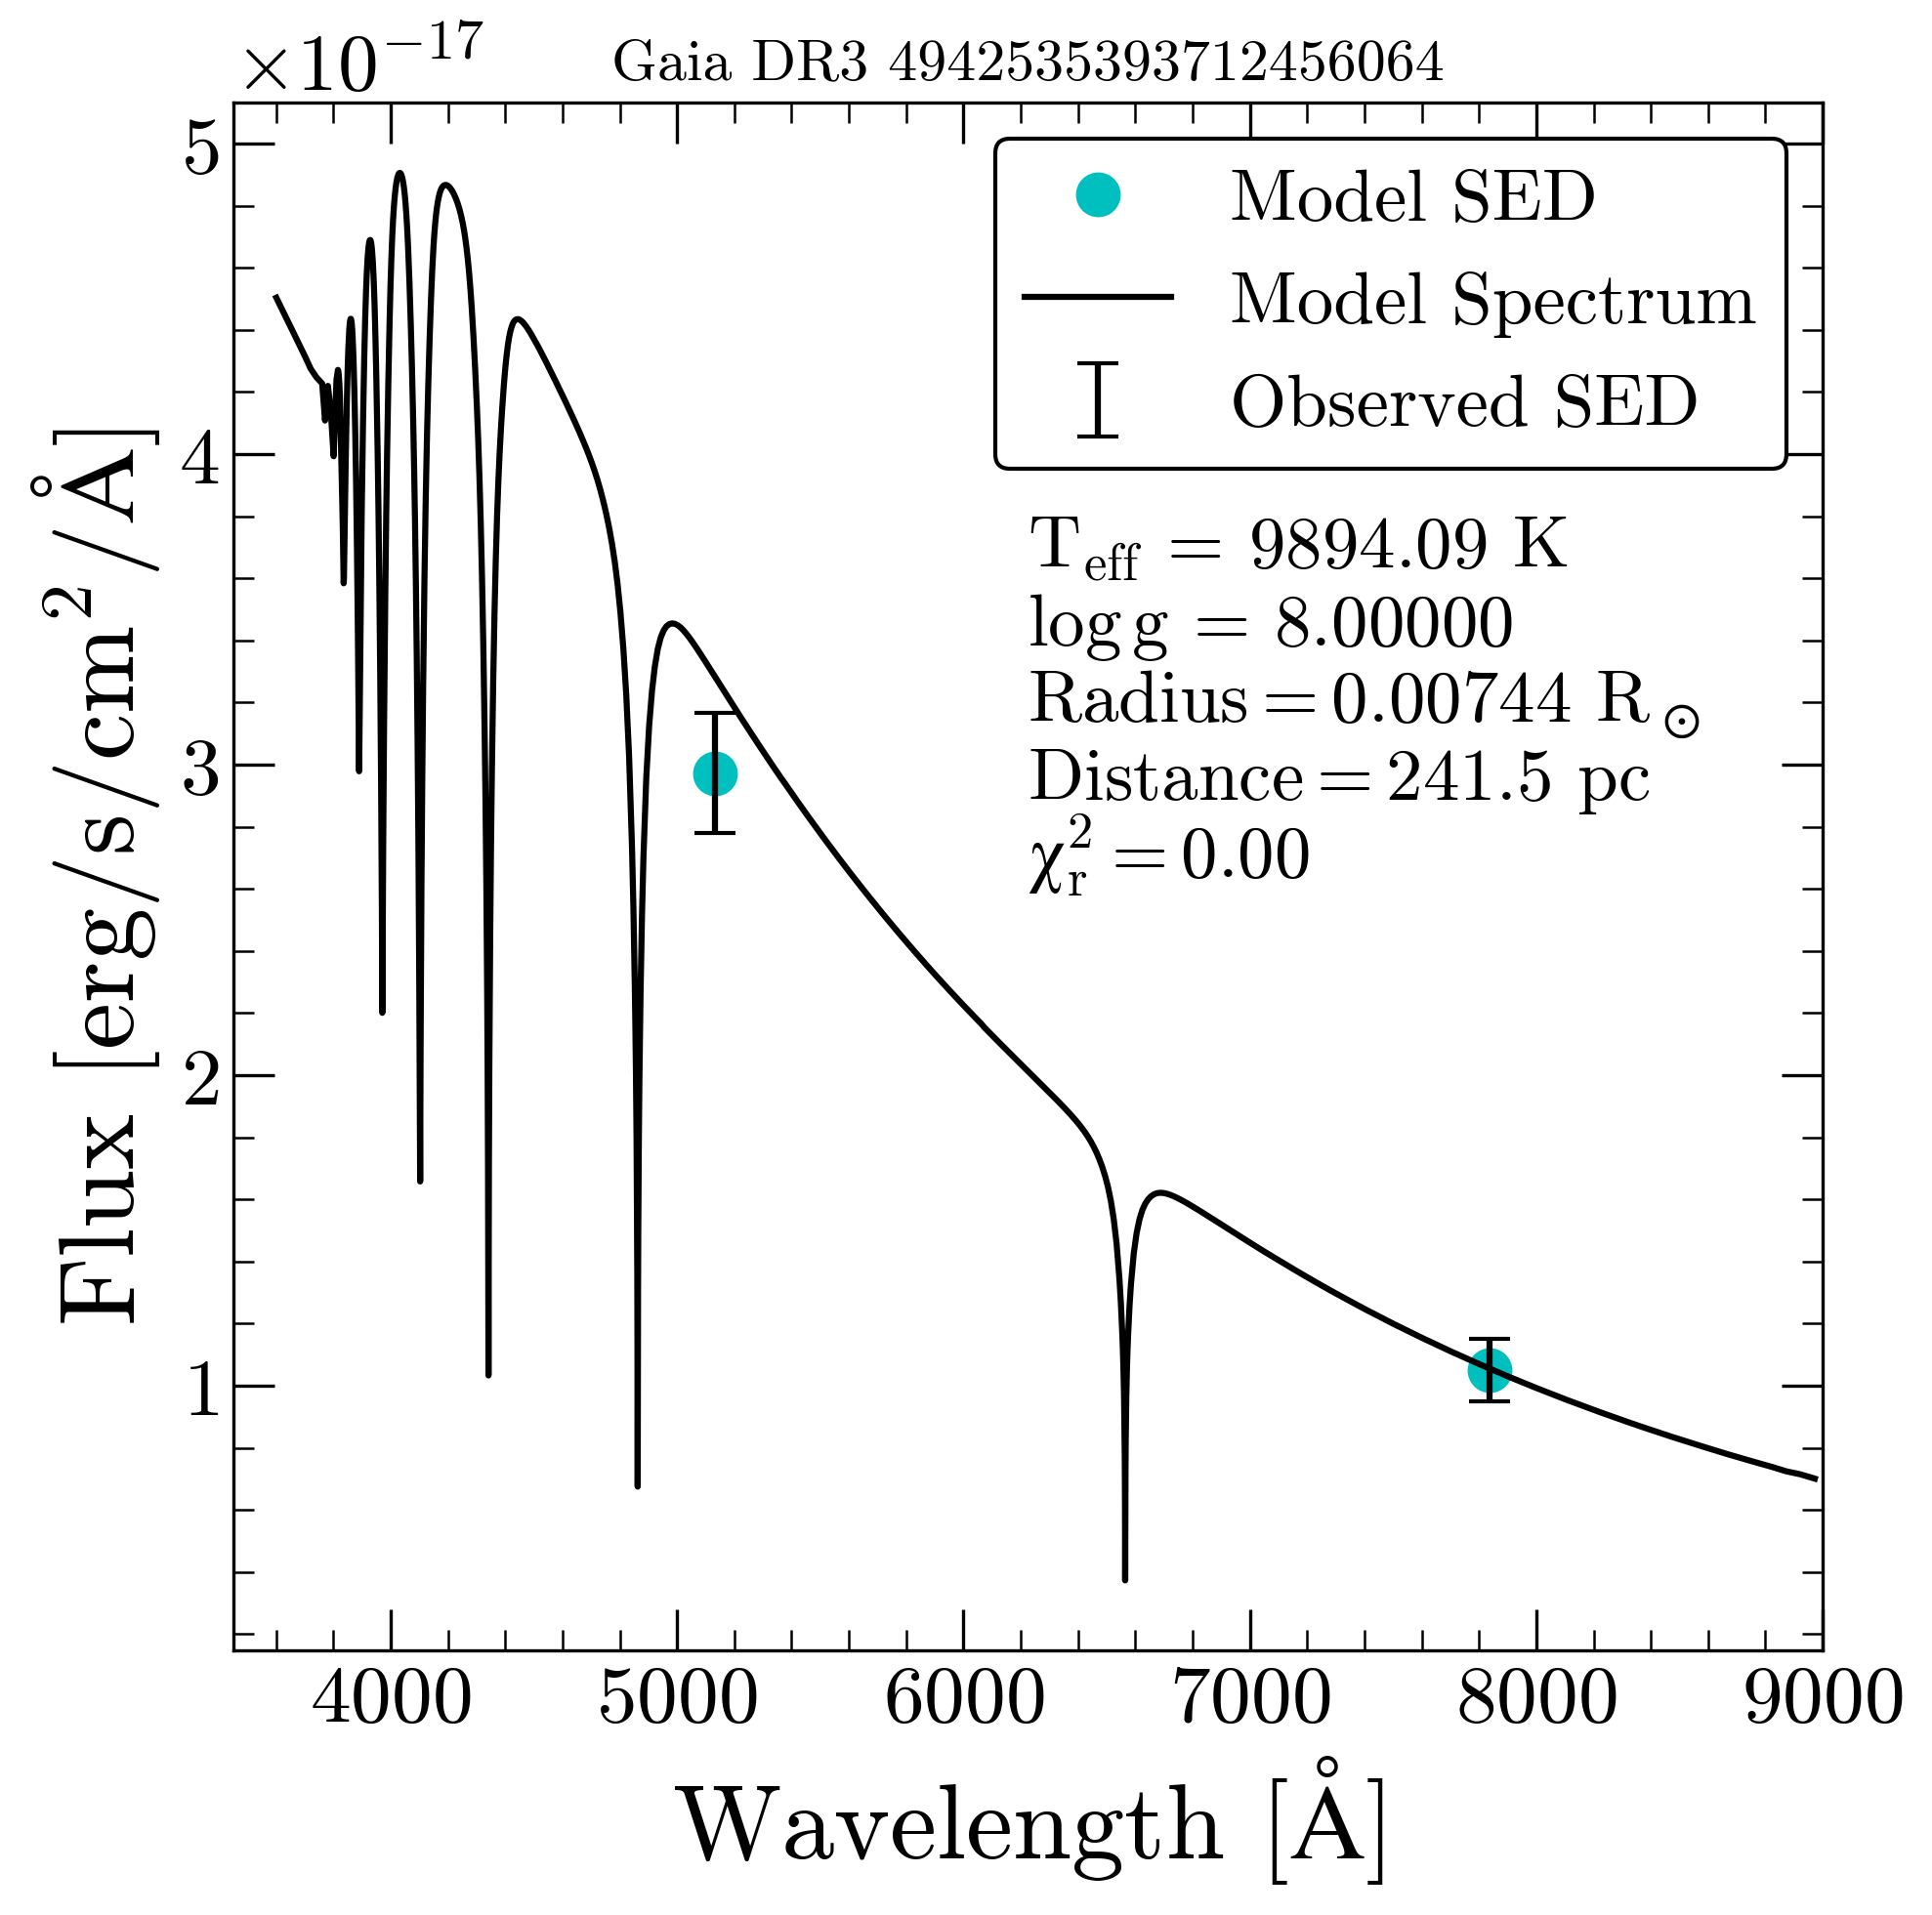 ×10⁻¹⁷
Gaia DR3 4942535393712456064
5
4
3
2
1
Flux [erg/s/cm²/Å]
Model SED
Model Spectrum
Observed SED
T_eff = 9894.09 K
log g = 8.00000
Radius = 0.00744 R_⊙
Distance = 241.5 pc
χ²_r = 0.00
4000 5000 6000 7000 8000 9000
Wavelength [Å]